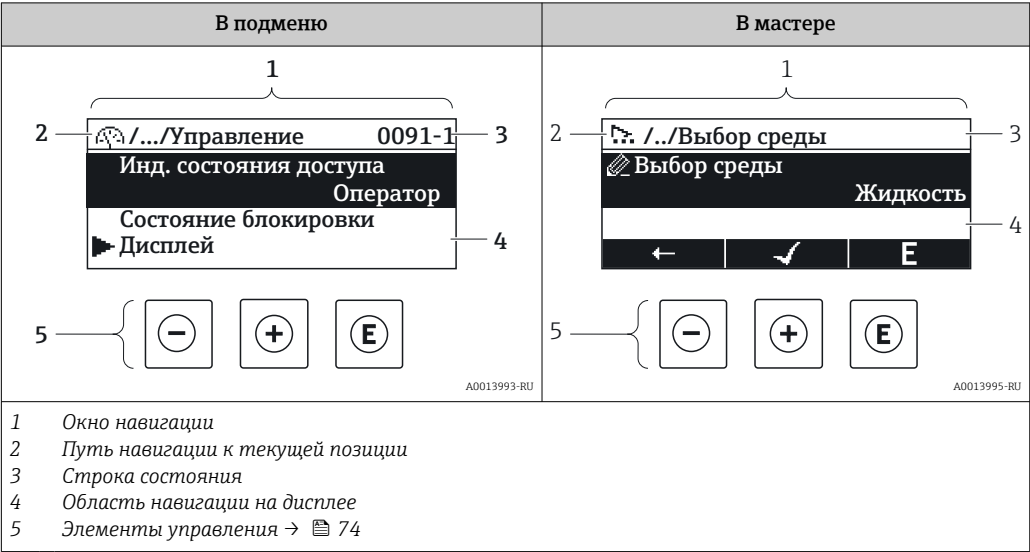 В подменю
В мастере
1
1
2
/.../Управление 0091-1
3
Инд. состояния доступа
Оператор
Состояние блокировки
Дисплей
4
5
E
A0013993-RU
2
/../Выбор среды
3
Выбор среды
Жидкость
4
E
5
E
A0013995-RU
1 Окно навигации
2 Путь навигации к текущей позиции
3 Строка состояния
4 Область навигации на дисплее
5 Элементы управления → 74